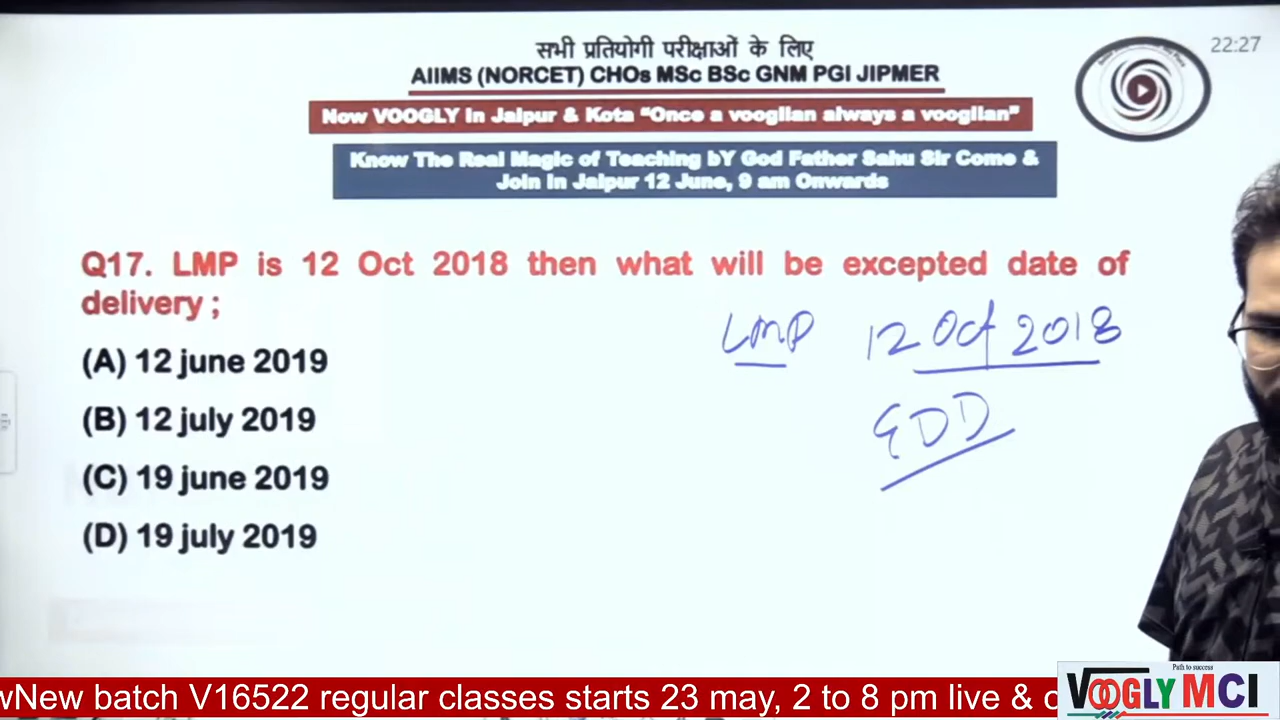 सभी प्रतियोगी परीक्षाओं के लिए
22:27
AIIMS (NORCET) CHOs MSc BSc GNM PGI JIPMER
Now VOOGLY in Jaipur & Kota “Once a vooglian always a vooglian”
Know The Real Magic of Teaching bY God Father Sahu Sir Come &
Join in Jaipur 12 June, 9 am Onwards
Q17. LMP is 12 Oct 2018 then what will be excepted date of
delivery ;
LMP 12 Oct 2018
EDD
(A) 12 june 2019
(B) 12 july 2019
(C) 19 june 2019
(D) 19 july 2019
Path to success
VOOGLY MCI
wNew batch V16522 regular classes starts 23 may, 2 to 8 pm live & c